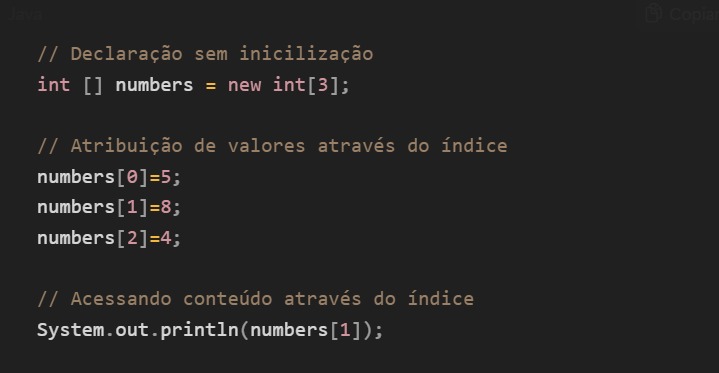 Java
Copiar
// Declaração sem inicilização
int [] numbers = new int[3];
// Atribuição de valores através do índice
numbers[0]=5;
numbers[1]=8;
numbers[2]=4;
// Acessando conteúdo através do índice
System.out.println(numbers[1]);